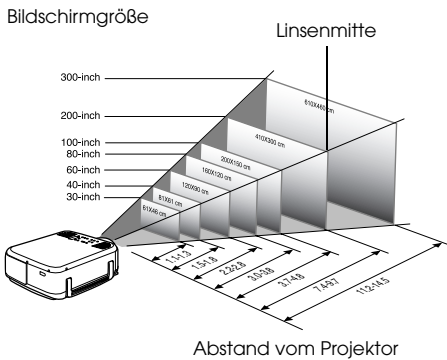 Bildschirmgröße
Linsenmitte
300-inch
200-inch
100-inch
80-inch
60-inch
40-inch
30-inch
610X460 cm
410X300 cm
200X150 cm
160X120 cm
120X90 cm
81X61 cm
61X46 cm
1.1-1.3
1.5-1.8
2.2-2.8
3.0-3.8
3.7-4.8
7.4-9.7
11.2-14.5
Abstand vom Projektor